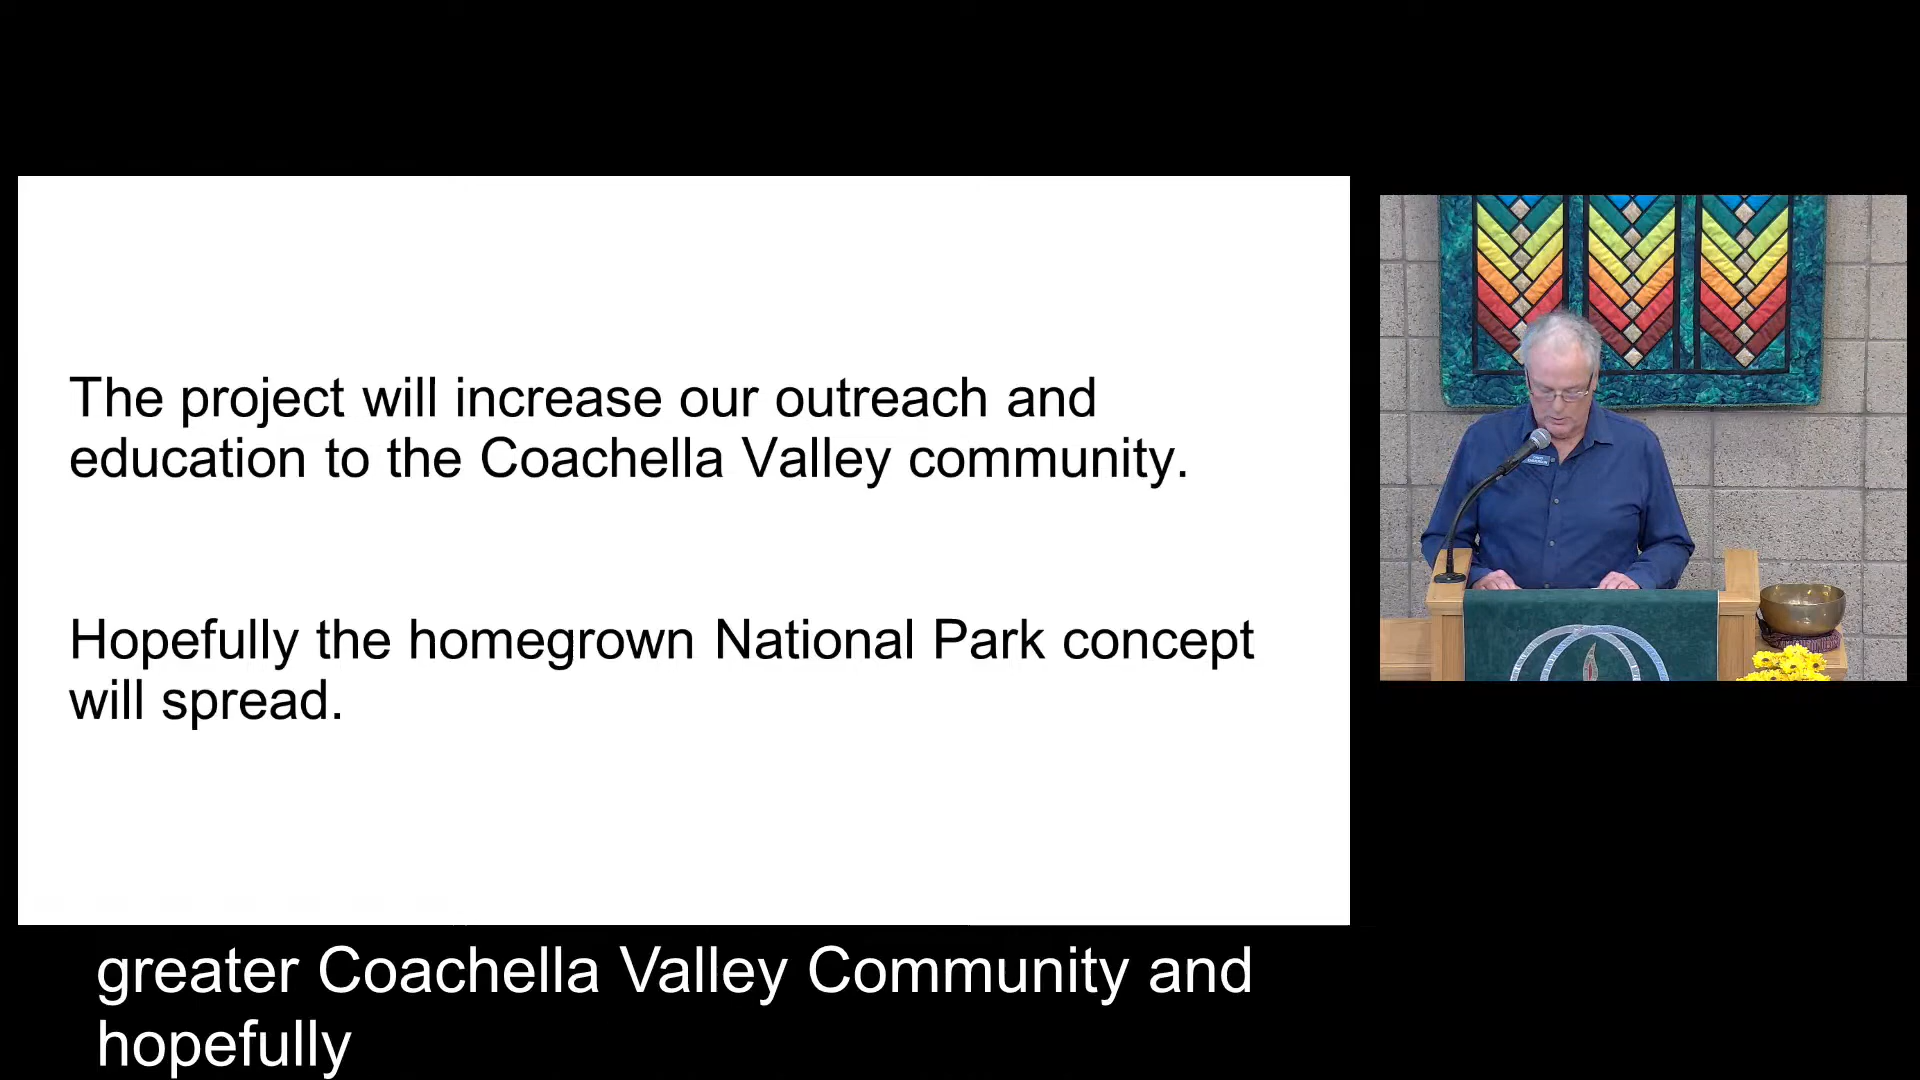 The project will increase our outreach and
education to the Coachella Valley community.
Hopefully the homegrown National Park concept
will spread.
greater Coachella Valley Community and
hopefully